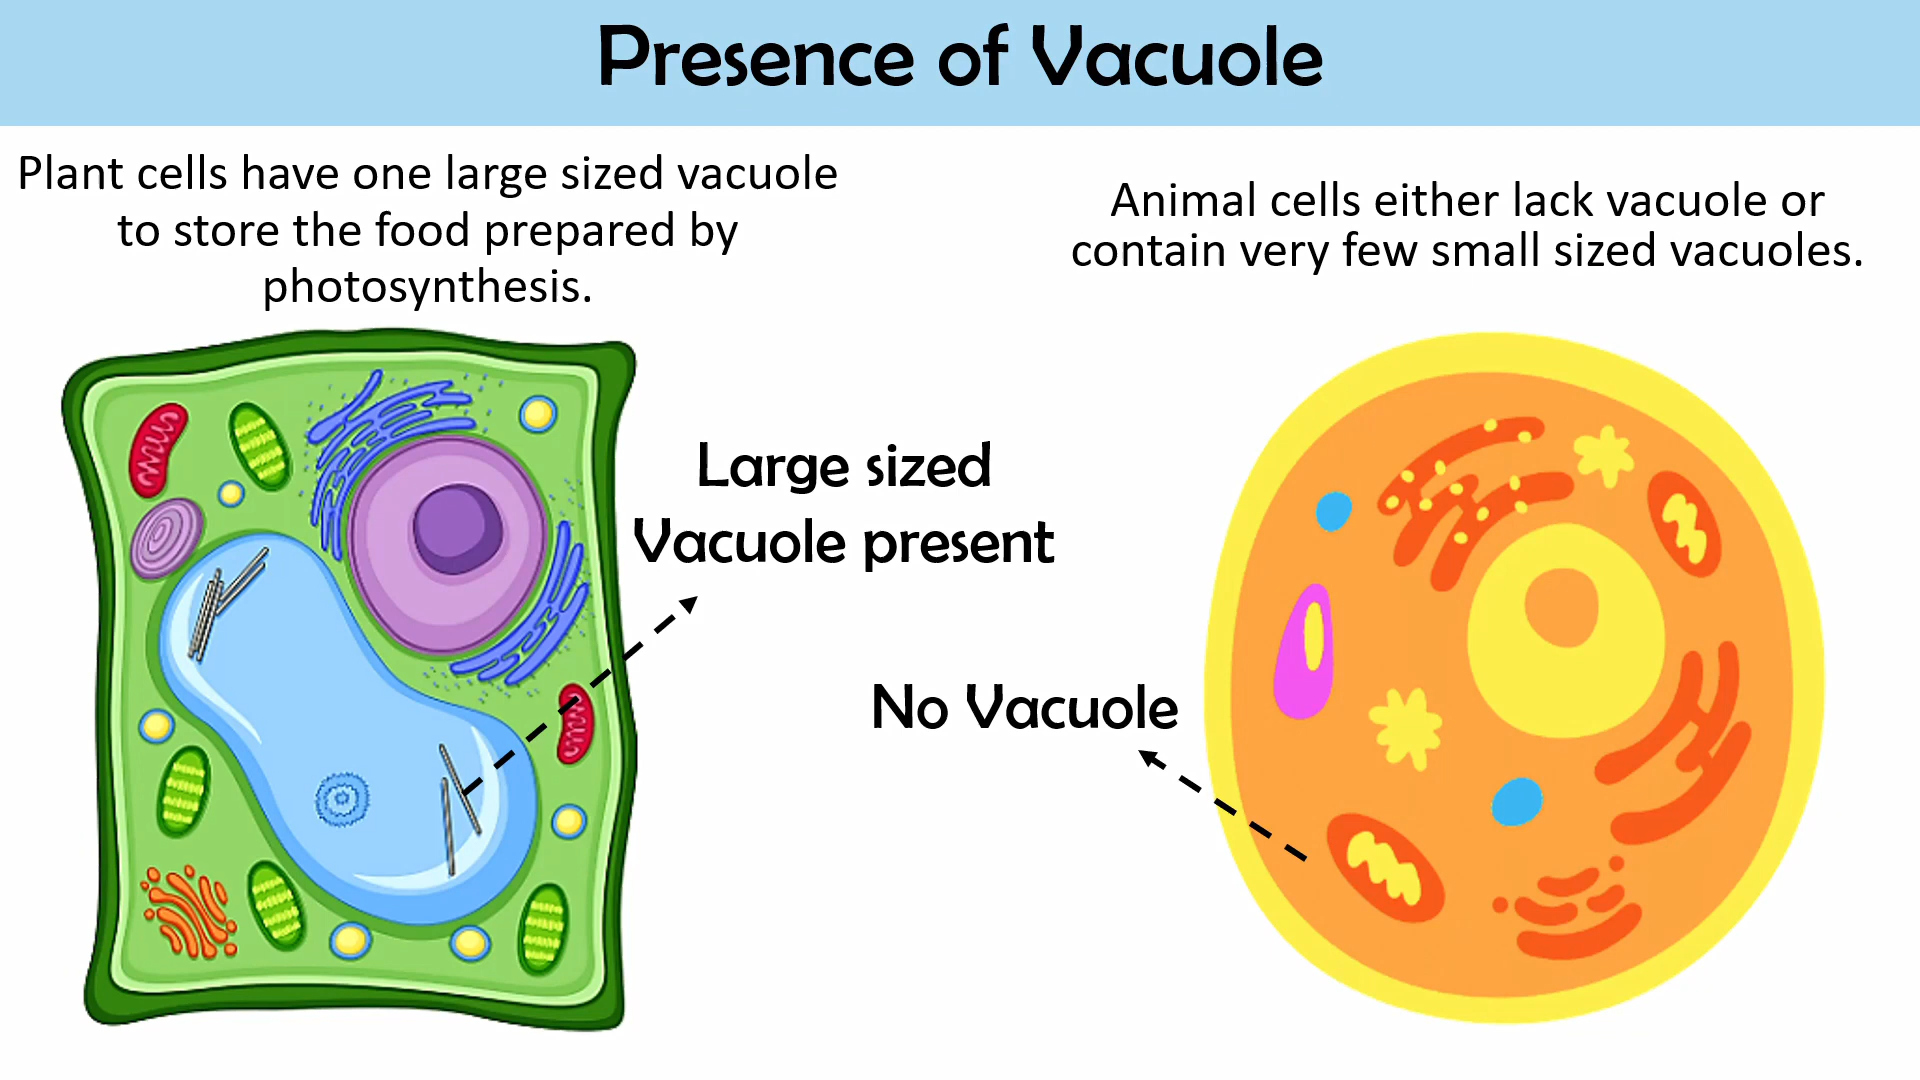 Presence of Vacuole
Plant cells have one large sized vacuole
to store the food prepared by
photosynthesis.
Animal cells either lack vacuole or
contain very few small sized vacuoles.
Large sized
Vacuole present
No Vacuole